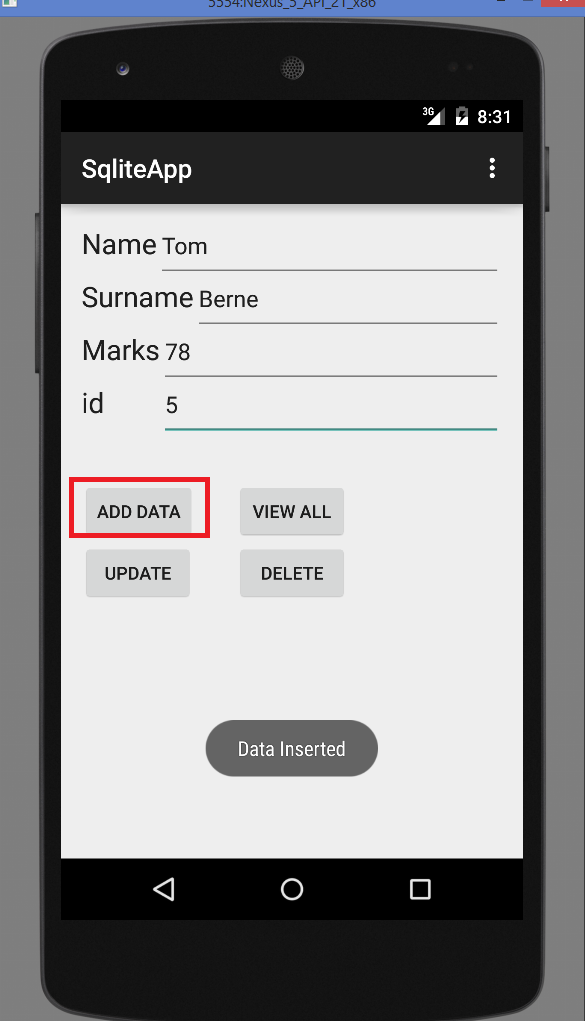 5554:Nexus_5_API_21_x86
3G 8:31
SqliteApp
Name Tom
Surname Berne
Marks 78
id 5
ADD DATA VIEW ALL
UPDATE DELETE
Data Inserted